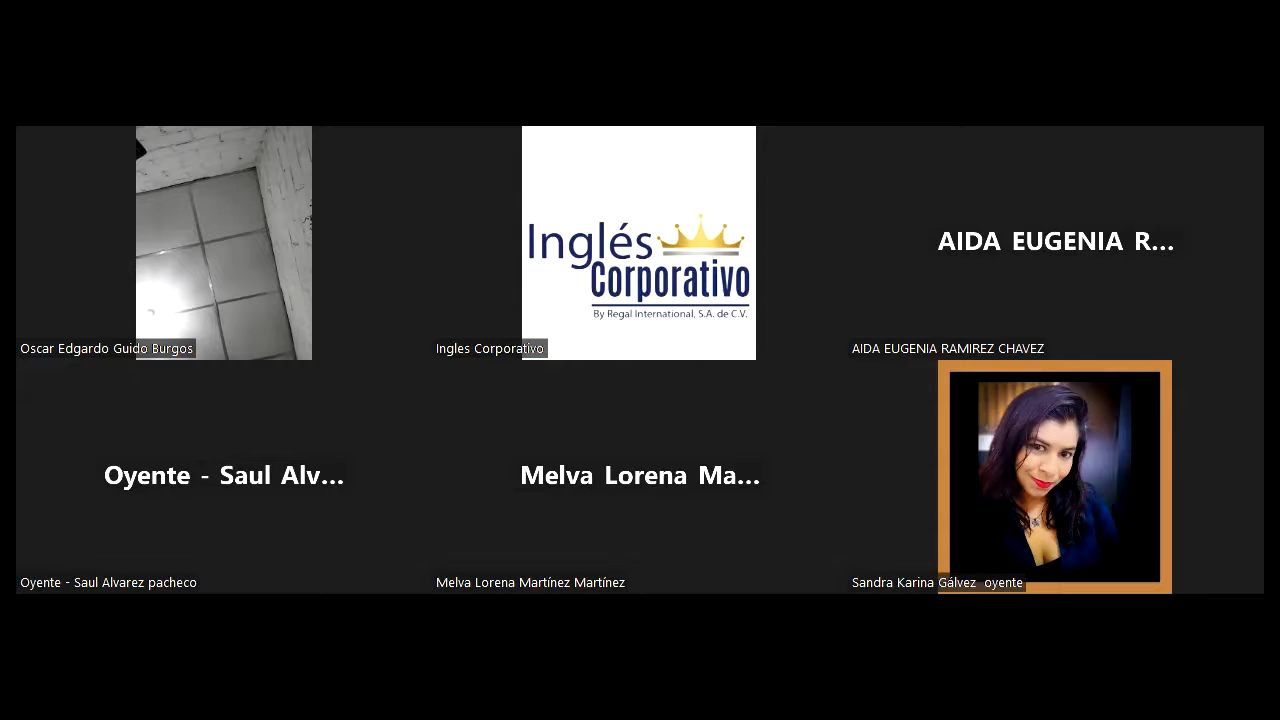 Oscar Edgardo Guido Burgos
Inglés
Corporativo
By Regal International, S.A. de C.V.
Ingles Corporativo
AIDA EUGENIA R...
AIDA EUGENIA RAMIREZ CHAVEZ
Oyente - Saul Alv...
Oyente - Saul Alvarez pacheco
Melva Lorena Ma...
Melva Lorena Martínez Martínez
Sandra Karina Gálvez oyente